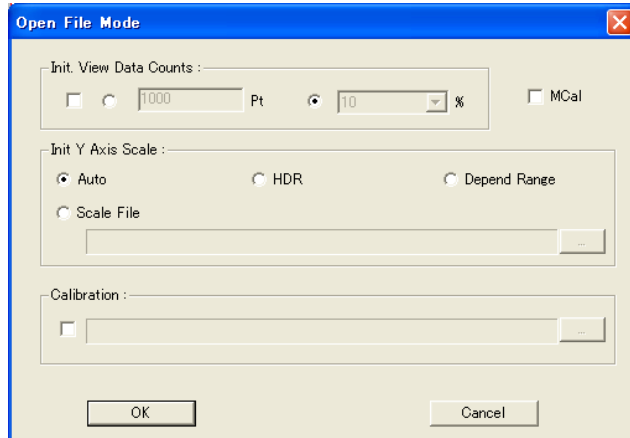 Open File Mode
Init. View Data Counts :
1000 Pt 10 % MCal
Init Y Axis Scale :
Auto HDR Depend Range
Scale File
...
Calibration :
...
OK Cancel